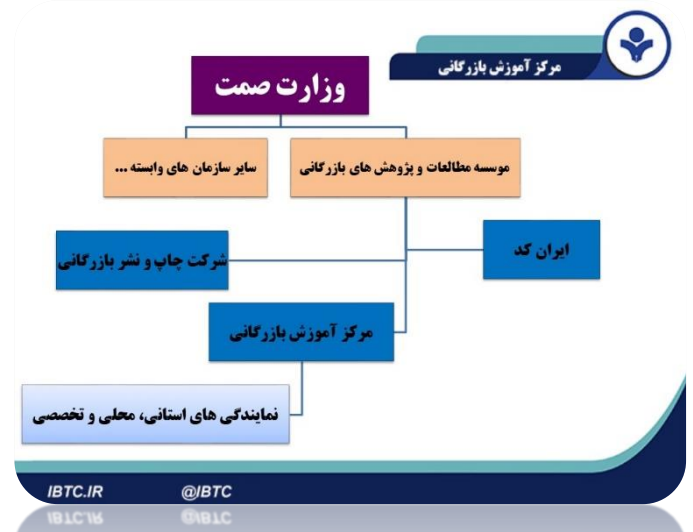 مرکز آموزش بازرگانی
وزارت صمت
موسسه مطالعات و پژوهش های بازرگانی
سایر سازمان های وابسته ...
ایران کد
شرکت چاپ و نشر بازرگانی
مرکز آموزش بازرگانی
نمایندگی های استانی، محلی و تخصصی
IBTC.IR @IBTC